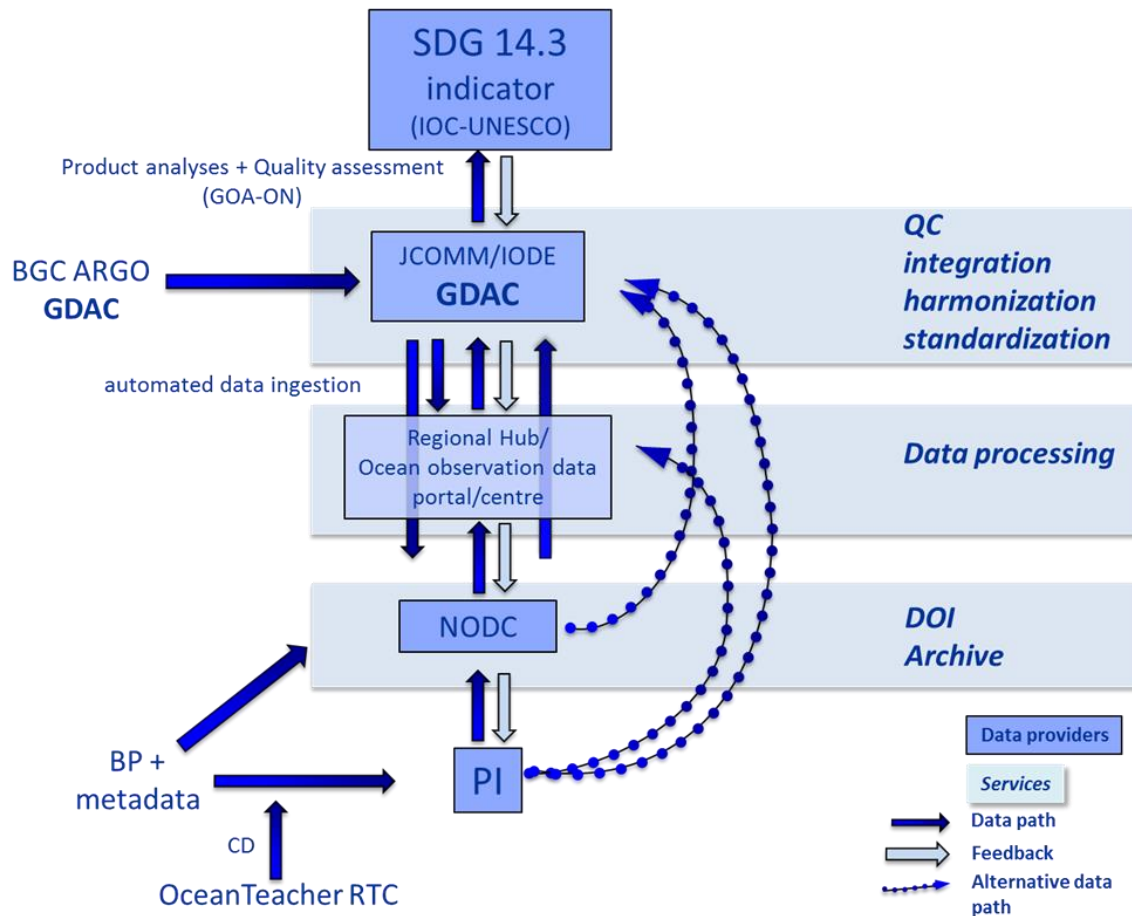 SDG 14.3
indicator
(IOC-UNESCO)
Product analyses + Quality assessment
(GOA-ON)
BGC ARGO
GDAC
JCOMM/IODE
GDAC
QC
integration
harmonization
standardization
automated data ingestion
Regional Hub/
Ocean observation data
portal/centre
Data processing
NODC
DOI
Archive
BP +
metadata
PI
CD
OceanTeacher RTC
Data providers
Services
Data path
Feedback
Alternative data
path